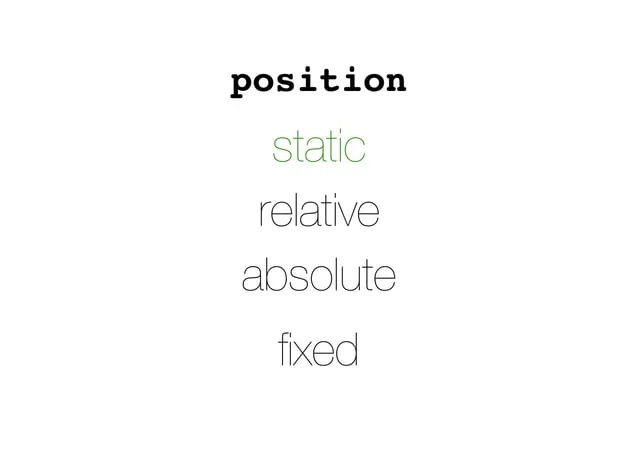 position
static
relative
absolute
fixed